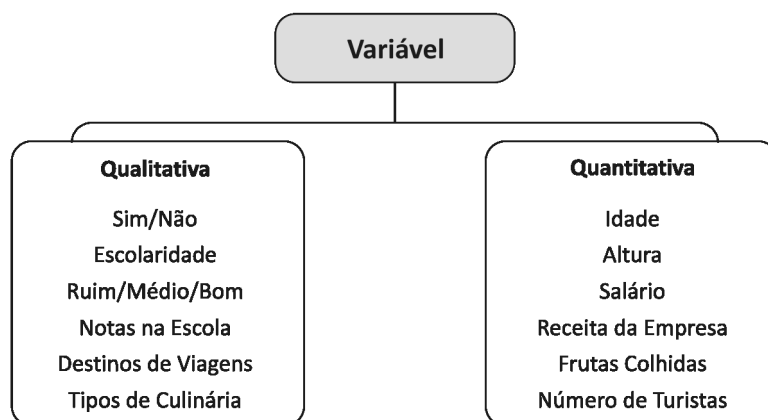 Variável
Qualitativa
Sim/Não
Escolaridade
Ruim/Médio/Bom
Notas na Escola
Destinos de Viagens
Tipos de Culinária
Quantitativa
Idade
Altura
Salário
Receita da Empresa
Frutas Colhidas
Número de Turistas